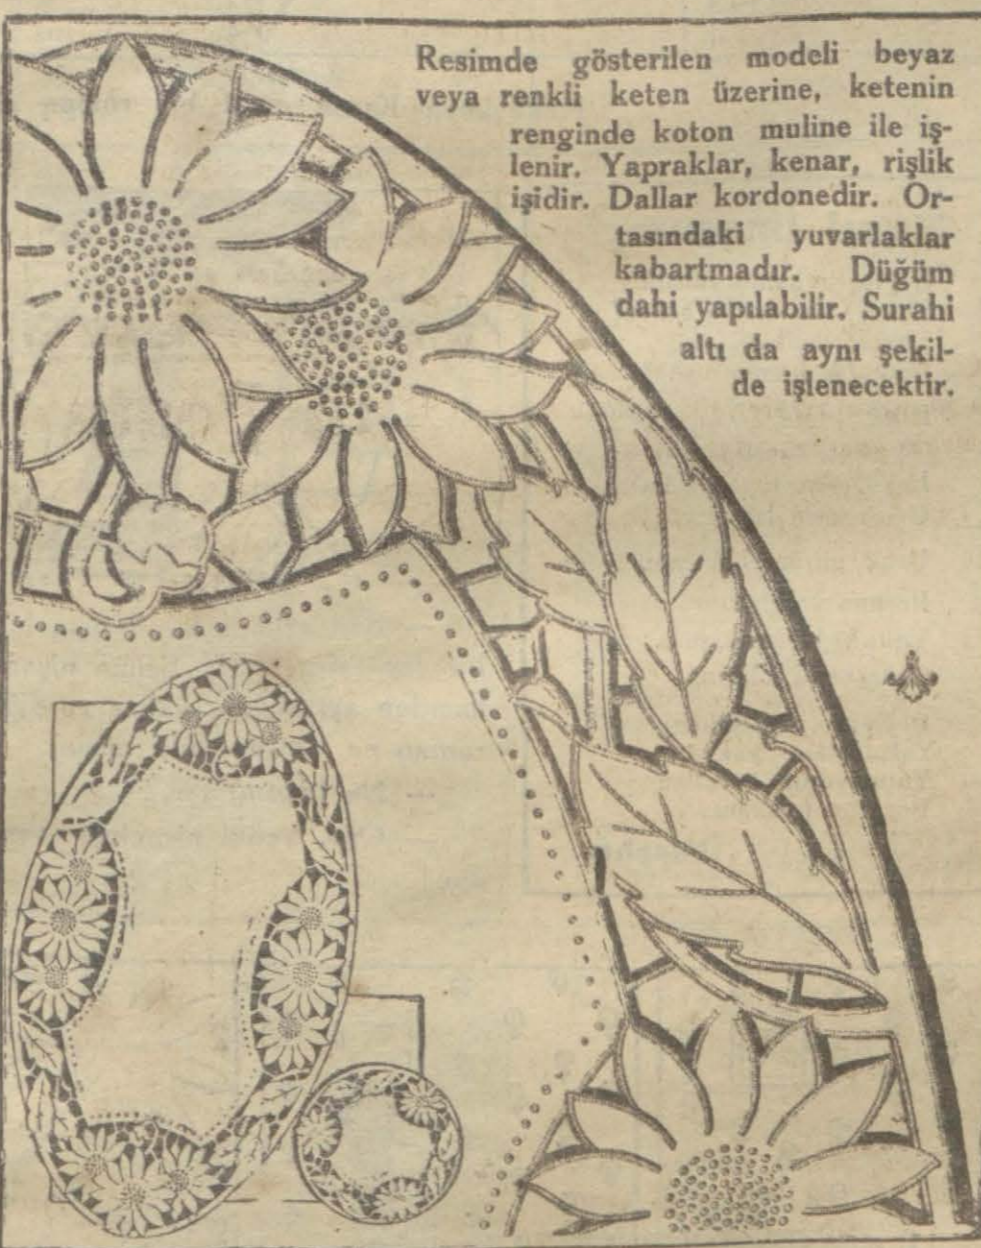 Resimde gösterilen modeli beyaz
veya renkli keten üzerine, ketenin
renginde koton muline ile iş-
lenir. Yapraklar, kenar, rişlik
işidir. Dallar kordonedir. Or-
tasındaki yuvarlaklar
kabartmadır. Düğüm
dahi yapılabilir. Surahi
altı da aynı şekil-
de işlenecektir.